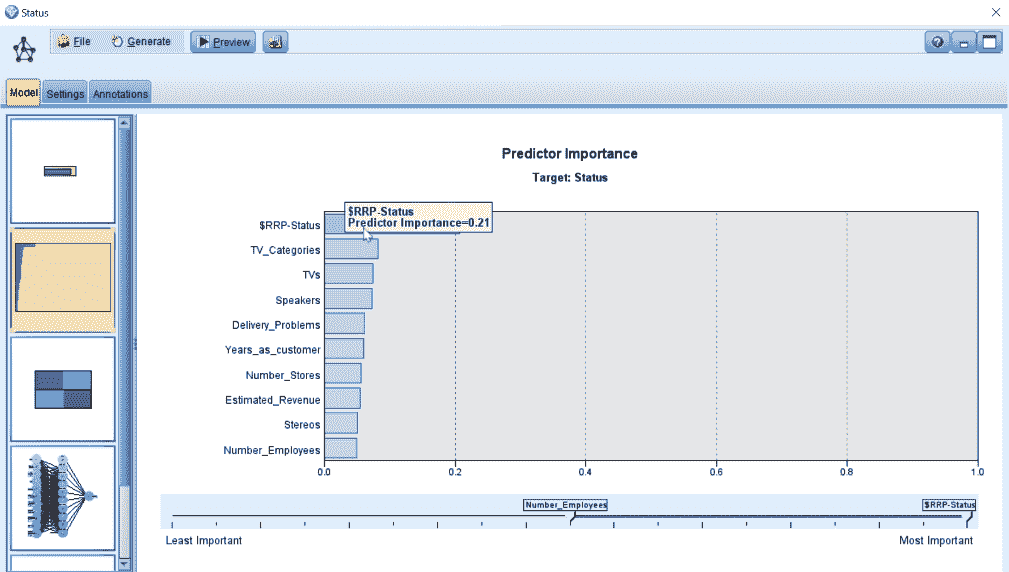 Status
File Generate Preview
Model Settings Annotations
Predictor Importance
Target: Status
$RRP-Status
Predictor Importance=0.21
$RRP-Status
TV_Categories
TVs
Speakers
Delivery_Problems
Years_as_customer
Number_Stores
Estimated_Revenue
Stereos
Number_Employees
0.0 0.2 0.4 0.6 0.8 1.0
Number_Employees $RRP-Status
Least Important Most Important